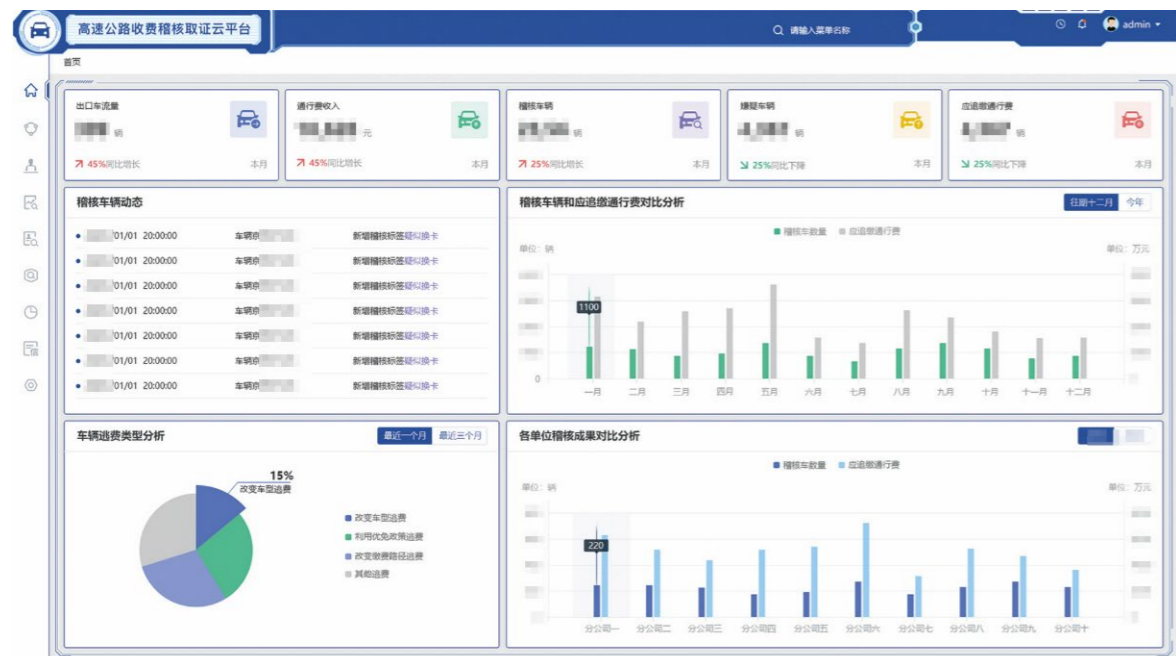 高速公路收费稽核取证云平台
请输入菜单名称
admin
首页
出口车流量
辆
45%同比增长
本月
通行费收入
元
45%同比增长
本月
稽核车辆
辆
25%同比增长
本月
嫌疑车辆
辆
25%同比下降
本月
应追缴通行费
辆
25%同比下降
本月
稽核车辆动态
/01/01 20:00:00 车辆京 新增稽核标签疑似换卡
/01/01 20:00:00 车辆京 新增稽核标签疑似换卡
/01/01 20:00:00 车辆京 新增稽核标签疑似换卡
/01/01 20:00:00 车辆京 新增稽核标签疑似换卡
/01/01 20:00:00 车辆京 新增稽核标签疑似换卡
/01/01 20:00:00 车辆京 新增稽核标签疑似换卡
/01/01 20:00:00 车辆京 新增稽核标签疑似换卡
稽核车辆和应追缴通行费对比分析
往期十二月 今年
稽核车数量 应追缴通行费
单位：辆 单位：万元
1100
0
一月 二月 三月 四月 五月 六月 七月 八月 九月 十月 十一月 十二月
车辆逃费类型分析
最近一个月 最近三个月
15%
改变车型逃费
改变车型逃费
利用优免政策逃费
改变缴费路径逃费
其他逃费
各单位稽核成果对比分析
稽核车数量 应追缴通行费
单位：辆 单位：万元
220
分公司一 分公司二 分公司三 分公司四 分公司五 分公司六 分公司七 分公司八 分公司九 分公司十